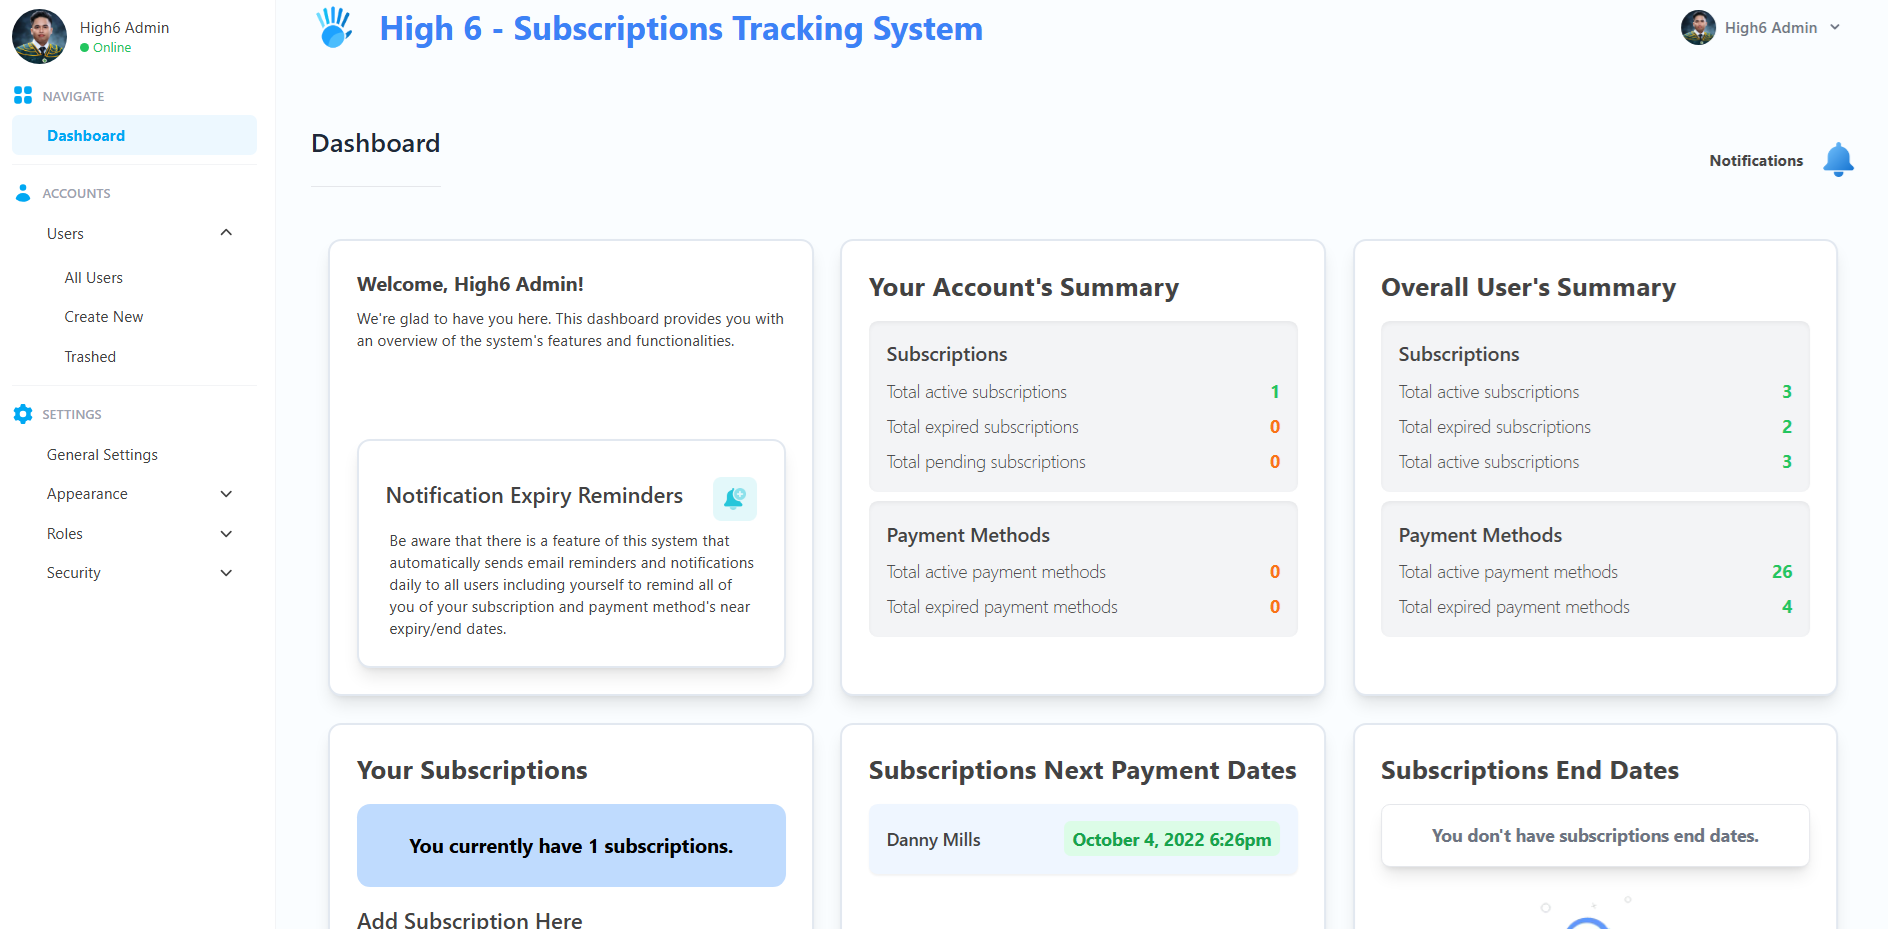 High6 Admin
Online
NAVIGATE
Dashboard
ACCOUNTS
Users
All Users
Create New
Trashed
SETTINGS
General Settings
Appearance
Roles
Security
High 6 - Subscriptions Tracking System
High6 Admin
Dashboard
Notifications
Welcome, High6 Admin!
We're glad to have you here. This dashboard provides you with
an overview of the system's features and functionalities.
Notification Expiry Reminders
Be aware that there is a feature of this system that
automatically sends email reminders and notifications
daily to all users including yourself to remind all of
you of your subscription and payment method's near
expiry/end dates.
Your Account's Summary
Subscriptions
Total active subscriptions 1
Total expired subscriptions 0
Total pending subscriptions 0
Payment Methods
Total active payment methods 0
Total expired payment methods 0
Overall User's Summary
Subscriptions
Total active subscriptions 3
Total expired subscriptions 2
Total active subscriptions 3
Payment Methods
Total active payment methods 26
Total expired payment methods 4
Your Subscriptions
You currently have 1 subscriptions.
Add Subscription Here
Subscriptions Next Payment Dates
Danny Mills October 4, 2022 6:26pm
Subscriptions End Dates
You don't have subscriptions end dates.